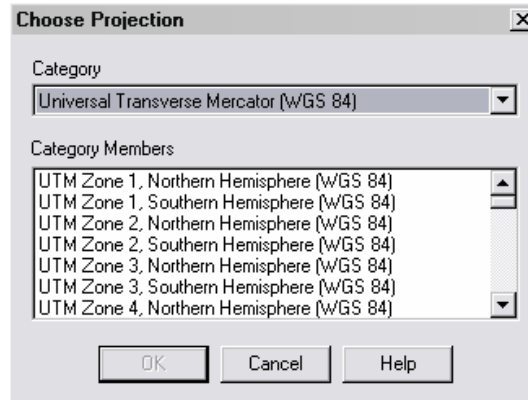 Choose Projection
Category
Universal Transverse Mercator (WGS 84)
Category Members
UTM Zone 1, Northern Hemisphere (WGS 84)
UTM Zone 1, Southern Hemisphere (WGS 84)
UTM Zone 2, Northern Hemisphere (WGS 84)
UTM Zone 2, Southern Hemisphere (WGS 84)
UTM Zone 3, Northern Hemisphere (WGS 84)
UTM Zone 3, Southern Hemisphere (WGS 84)
UTM Zone 4, Northern Hemisphere (WGS 84)
OK Cancel Help